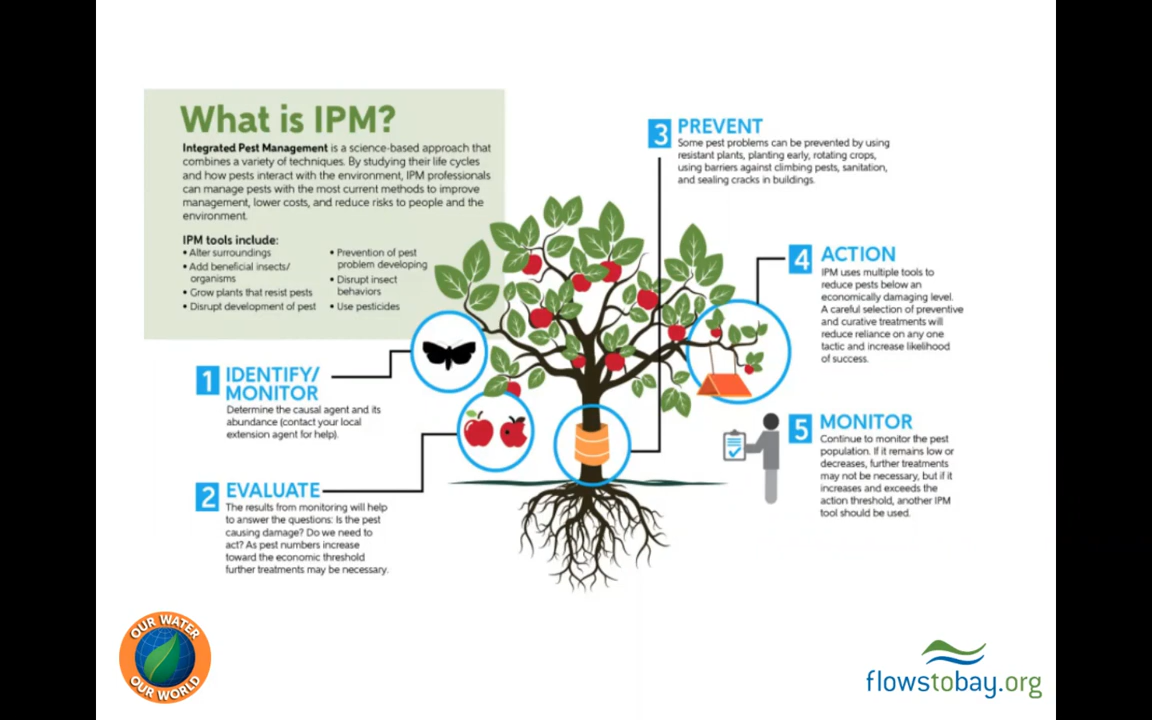 What is IPM?
Integrated Pest Management is a science-based approach that
combines a variety of techniques. By studying their life cycles
and how pests interact with the environment, IPM professionals
can manage pests with the most current methods to improve
management, lower costs, and reduce risks to people and the
environment.
IPM tools include:
• Alter surroundings
• Add beneficial insects/
organisms
• Grow plants that resist pests
• Disrupt development of pest
• Prevention of pest
problem developing
• Disrupt insect
behaviors
• Use pesticides
1 IDENTIFY/
MONITOR
Determine the causal agent and its
abundance (contact your local
extension agent for help).
2 EVALUATE
The results from monitoring will help
to answer the questions: Is the pest
causing damage? Do we need to
act? As pest numbers increase
toward the economic threshold
further treatments may be necessary.
3 PREVENT
Some pest problems can be prevented by using
resistant plants, planting early, rotating crops,
using barriers against climbing pests, sanitation,
and sealing cracks in buildings.
4 ACTION
IPM uses multiple tools to
reduce pests below an
economically damaging level.
A careful selection of preventive
and curative treatments will
reduce reliance on any one
tactic and increase likelihood
of success.
5 MONITOR
Continue to monitor the pest
population. If it remains low or
decreases, further treatments
may not be necessary, but if it
increases and exceeds the
action threshold, another IPM
tool should be used.
OUR WATER
OUR WORLD
flowstobay.org